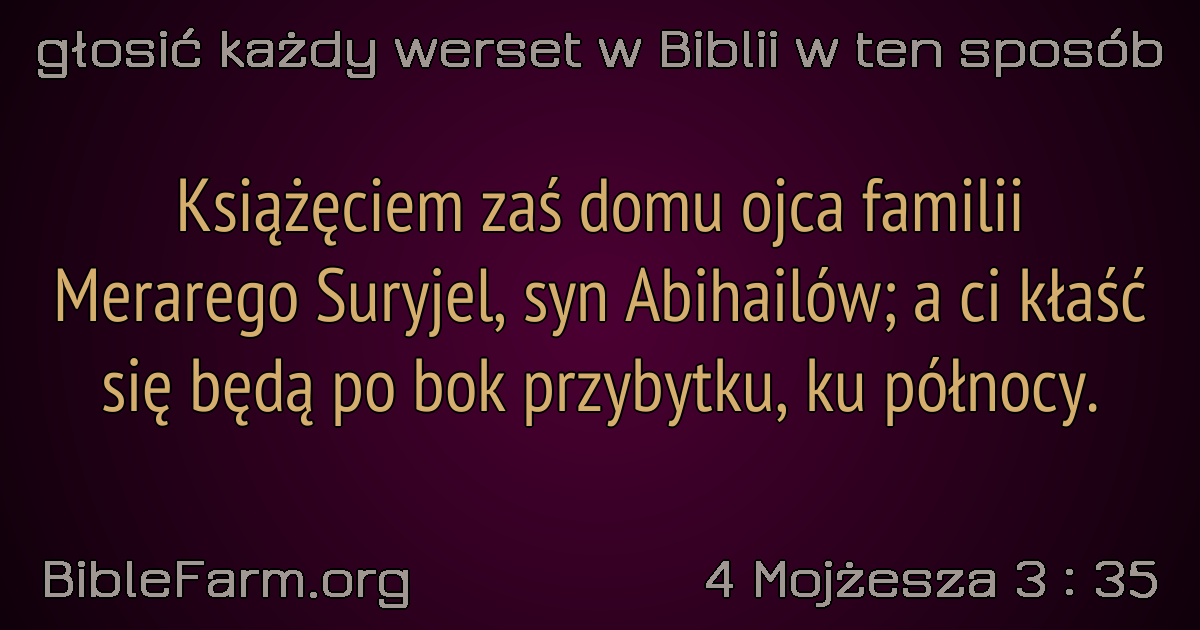 głosić każdy werset w Biblii w ten sposób
Książęciem zaś domu ojca familii
Merarego Suryjel, syn Abihailów; a ci kłaść
się będą po bok przybytku, ku północy.
BibleFarm.org
4 Mojżesza 3 : 35